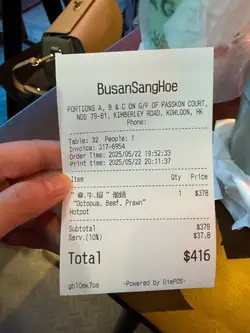 BusanSangHoe
PORTIONS A, B & C ON G/F OF PASSKON COURT,
NOS 79-81, KIMBERLEY ROAD, KOWLOON, HK
Phone:
Table: 32 People: 1
Invoice: 317-6954
Order Time: 2025/05/22 19:52:33
Print time: 2025/05/22 20:11:37
Item Qty Price
1 $378
"Octopus, Beef, Prawn"
Hotpot
Subtotal $378
Serv.(10%) $37.8
Total $416
gb10mk7os -Powered by DimPOS-